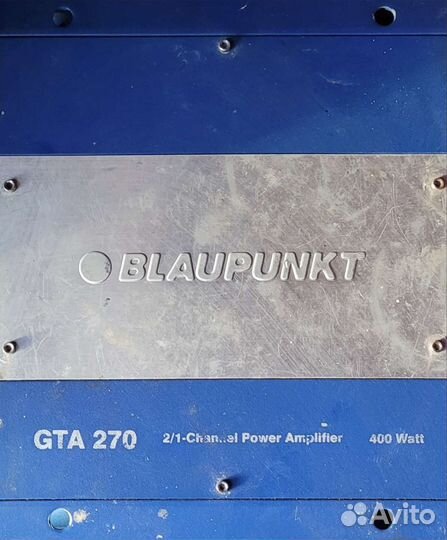 BLAUPUNKT
GTA 270 2/1-Channel Power Amplifier 400 Watt
Avito